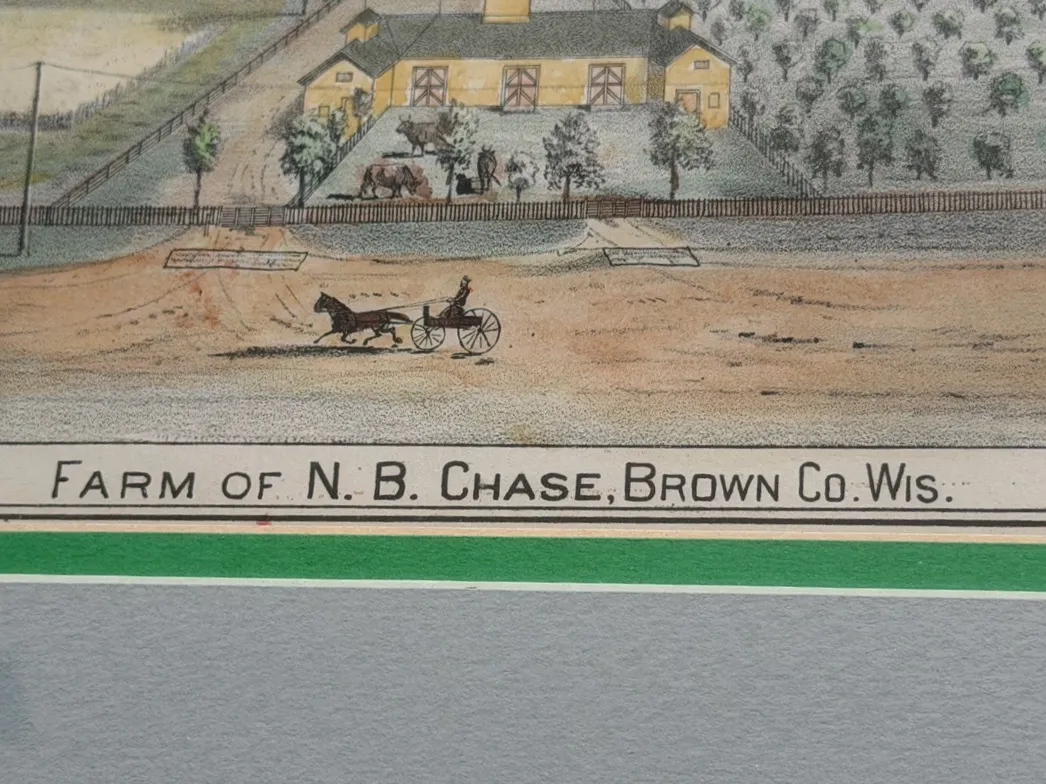 FARM OF N. B. CHASE, BROWN CO. WIS.